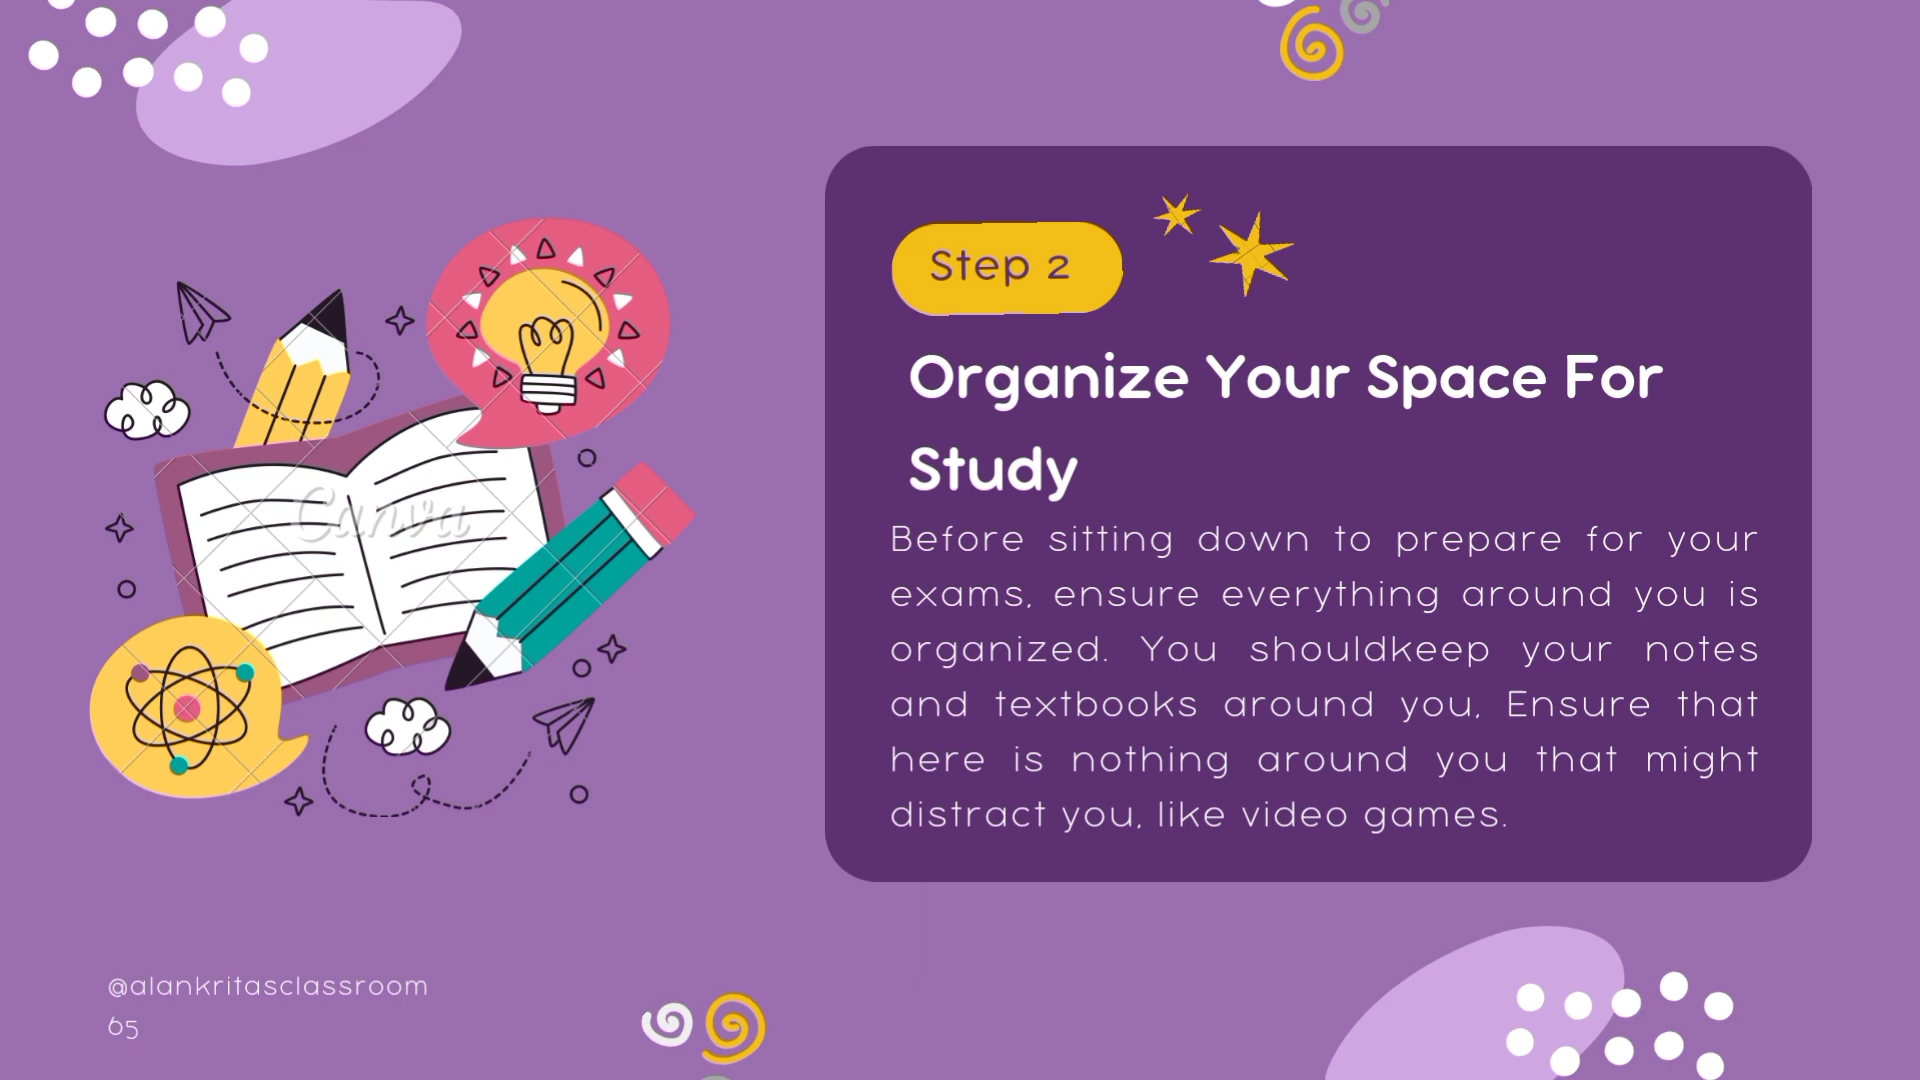 Step 2
Organize Your Space For
Study
Before sitting down to prepare for your
exams, ensure everything around you is
organized. You shouldkeep your notes
and textbooks around you, Ensure that
here is nothing around you that might
distract you, like video games.
Canva
@alankritasclassroom
65